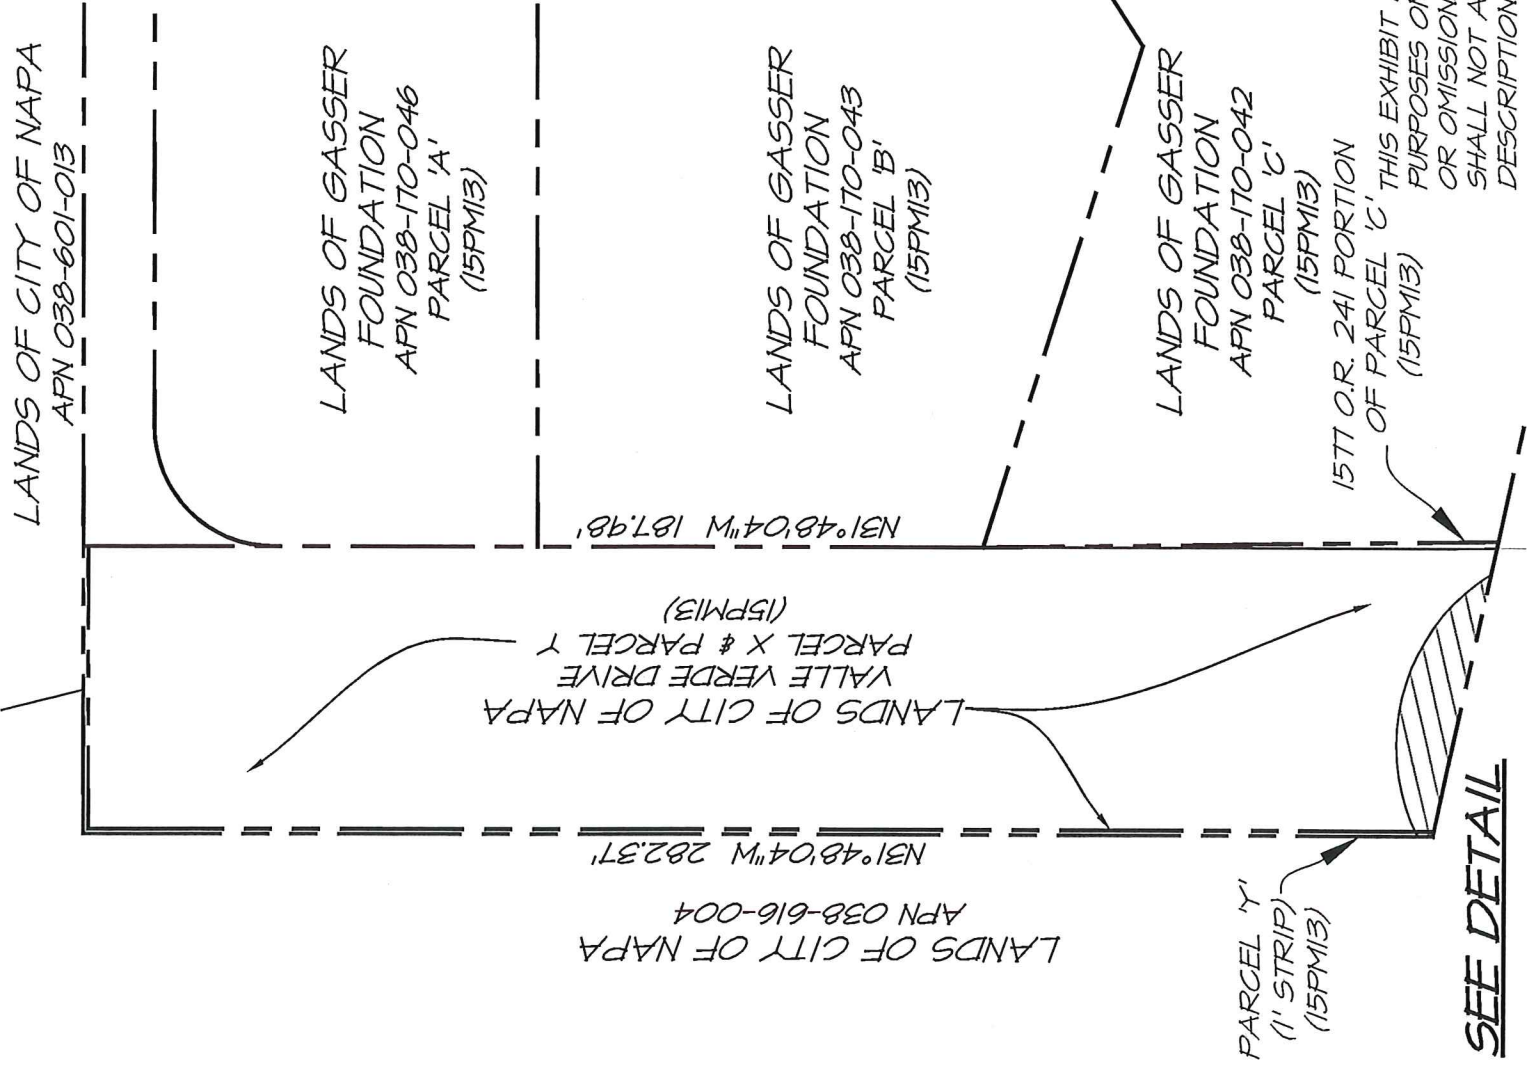 LANDS OF CITY OF NAPA
APN 038-601-013
LANDS OF GASSER
FOUNDATION
APN 038-170-046
PARCEL 'A'
(15PM13)
LANDS OF GASSER
FOUNDATION
APN 038-170-043
PARCEL 'B'
(15PM13)
LANDS OF GASSER
FOUNDATION
APN 038-170-042
PARCEL 'C'
(15PM13)
1577 O.R. 241 PORTION
OF PARCEL 'C'
(15PM13)
THIS EXHIBIT
PURPOSES
OR OMISSION
SHALL NOT
DESCRIPTION
N31°48'04"W 187.98'
LANDS OF CITY OF NAPA
VALLE VERDE DRIVE
PARCEL X & PARCEL Y
(15PM13)
N31°48'04"W 282.37'
LANDS OF CITY OF NAPA
APN 038-616-004
PARCEL 'Y'
(1' STRIP)
(15PM13)
SEE DETAIL